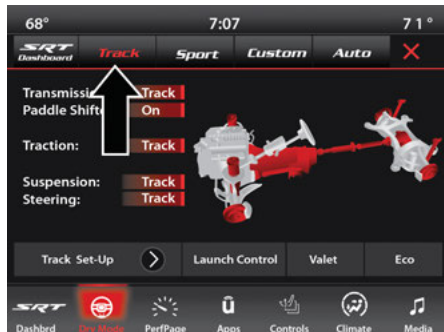 68° 7:07 71°
SRT Dashboard Track Sport Custom Auto X
Transmissi Track
Paddle Shift On
Traction: Track
Suspension: Track
Steering: Track
Track Set-Up > Launch Control Valet Eco
SRT
Dashbrd Drv Mode PerfPage Apps Controls Climate Media